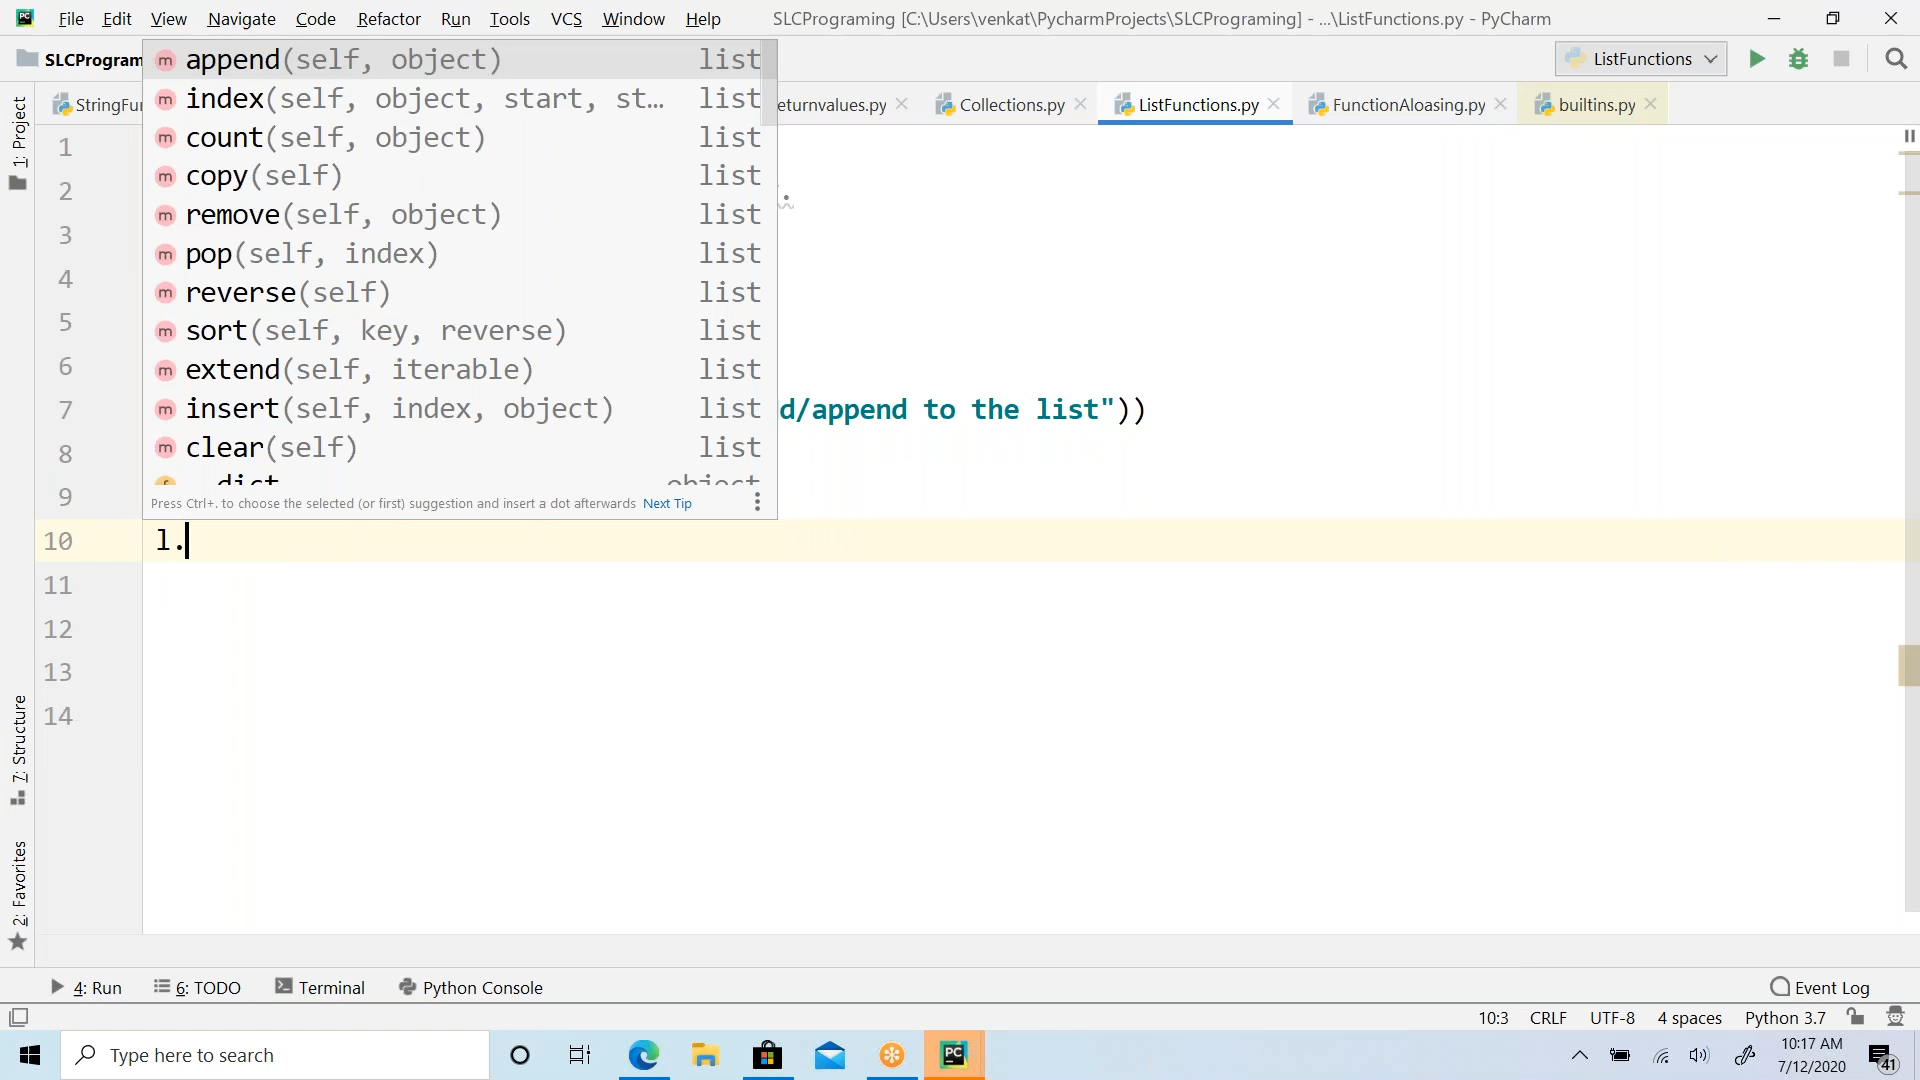 PC File Edit View Navigate Code Refactor Run Tools VCS Window Help SLCPrograming [C:\Users\venkat\PycharmProjects\SLCPrograming] - ...\ListFunctions.py - PyCharm
SLCProgram ListFunctions
StringFu eturnvalues.py Collections.py ListFunctions.py FunctionAloasing.py builtins.py
m append(self, object) list
m index(self, object, start, st... list
m count(self, object) list
m copy(self) list
m remove(self, object) list
m pop(self, index) list
m reverse(self) list
m sort(self, key, reverse) list
m extend(self, iterable) list
m insert(self, index, object) list
m clear(self) list
Press Ctrl+. to choose the selected (or first) suggestion and insert a dot afterwards Next Tip
1
2 .
3
4
5
6
7 d/append to the list"))
8
9
10 l.
11
12
13
14
1: Project
7: Structure
2: Favorites
4: Run 6: TODO Terminal Python Console Event Log
10:3 CRLF UTF-8 4 spaces Python 3.7
Type here to search PC 10:17 AM
7/12/2020 41